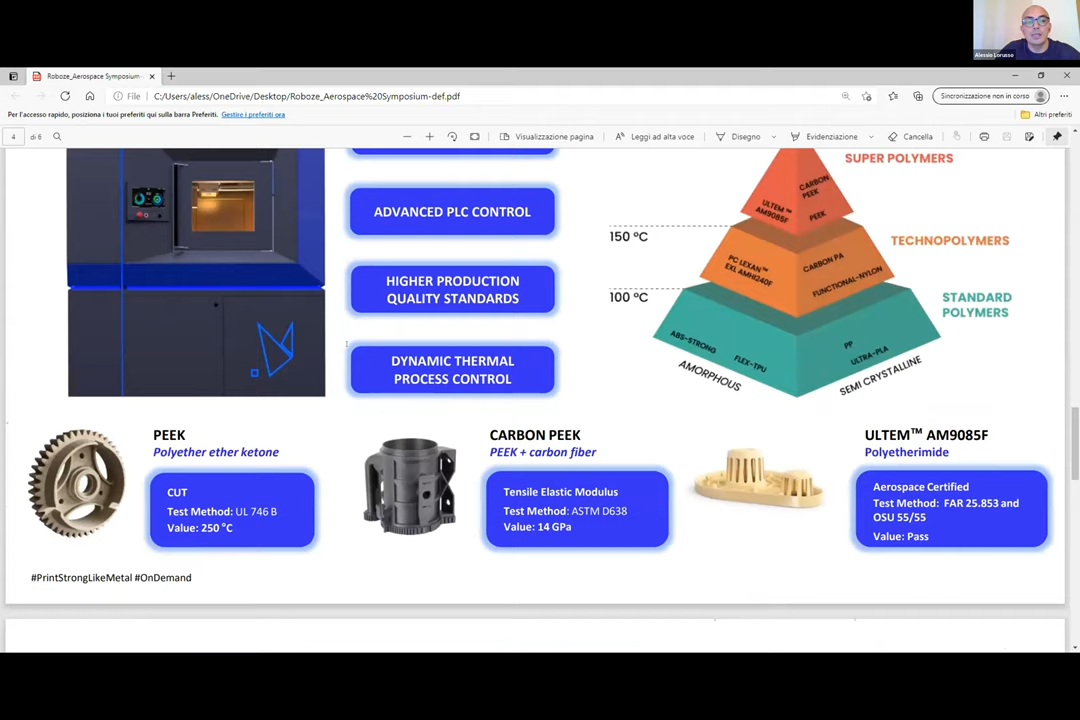 Alessio Lorusso
Roboze_Aerospace Symposium-
File
C:/Users/aless/OneDrive/Desktop/Roboze_Aerospace%20Symposium-def.pdf
Sincronizzazione non in corso
Per l'accesso rapido, posiziona i tuoi preferiti qui sulla barra Preferiti. Gestire i preferiti ora
Altri preferiti
4 di 6
Visualizzazione pagina
Leggi ad alta voce
Disegno
Evidenziazione
Cancella
ADVANCED PLC CONTROL
HIGHER PRODUCTION
QUALITY STANDARDS
DYNAMIC THERMAL
PROCESS CONTROL
SUPER POLYMERS
CARBON
PEEK
ULTEM™
AM9085F
PEEK
150 °C
TECHNOPOLYMERS
PC LEXAN™
EXL AMHI240F
CARBON PA
FUNCTIONAL-NYLON
100 °C
STANDARD
POLYMERS
ABS-STRONG
FLEX-TPU
PP
ULTRA-PLA
AMORPHOUS
SEMI CRYSTALLINE
PEEK
Polyether ether ketone
CUT
Test Method: UL 746 B
Value: 250 °C
CARBON PEEK
PEEK + carbon fiber
Tensile Elastic Modulus
Test Method: ASTM D638
Value: 14 GPa
ULTEM™ AM9085F
Polyetherimide
Aerospace Certified
Test Method: FAR 25.853 and
OSU 55/55
Value: Pass
#PrintStrongLikeMetal #OnDemand